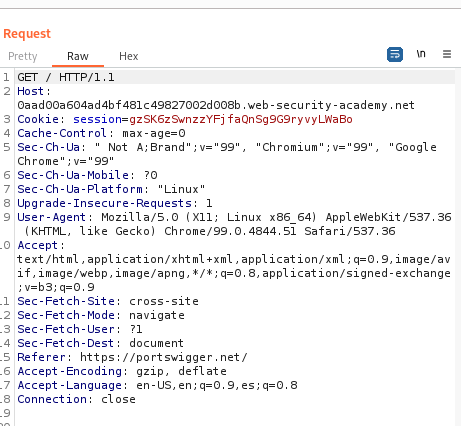 Request
Pretty Raw Hex
\n
1 GET / HTTP/1.1
2 Host:
0aad00a604ad4bf481c49827002d008b.web-security-academy.net
3 Cookie: session=gzSK6zSwnzzYFjfaQnSg9G9ryvyLWaBo
4 Cache-Control: max-age=0
5 Sec-Ch-Ua: " Not A;Brand";v="99", "Chromium";v="99", "Google
Chrome";v="99"
6 Sec-Ch-Ua-Mobile: ?0
7 Sec-Ch-Ua-Platform: "Linux"
8 Upgrade-Insecure-Requests: 1
9 User-Agent: Mozilla/5.0 (X11; Linux x86_64) AppleWebKit/537.36
(KHTML, like Gecko) Chrome/99.0.4844.51 Safari/537.36
10 Accept:
text/html,application/xhtml+xml,application/xml;q=0.9,image/av
if,image/webp,image/apng,*/*;q=0.8,application/signed-exchange
;v=b3;q=0.9
11 Sec-Fetch-Site: cross-site
12 Sec-Fetch-Mode: navigate
13 Sec-Fetch-User: ?1
14 Sec-Fetch-Dest: document
15 Referer: https://portswigger.net/
16 Accept-Encoding: gzip, deflate
17 Accept-Language: en-US,en;q=0.9,es;q=0.8
18 Connection: close
19
20